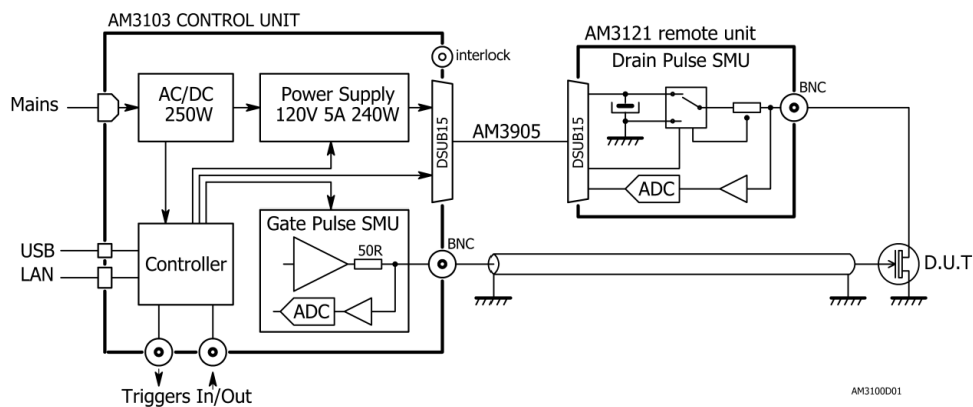 AM3103 CONTROL UNIT
interlock
AM3121 remote unit
Drain Pulse SMU
BNC
Mains
AC/DC
250W
Power Supply
120V 5A 240W
DSUB15
AM3905
DSUB15
ADC
Gate Pulse SMU
50R
BNC
ADC
USB
LAN
Controller
D.U.T
Triggers In/Out
AM3100D01